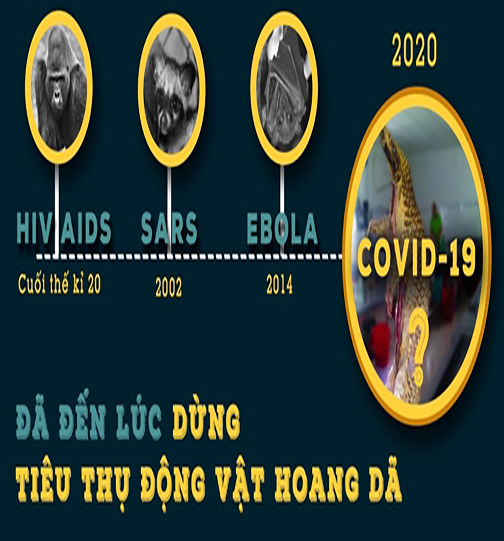 2020
HIV/AIDS SARS EBOLA
COVID-19
Cuối thế kỉ 20 2002 2014
?
ĐÃ ĐẾN LÚC DỪNG
TIÊU THỤ ĐỘNG VẬT HOANG DÃ